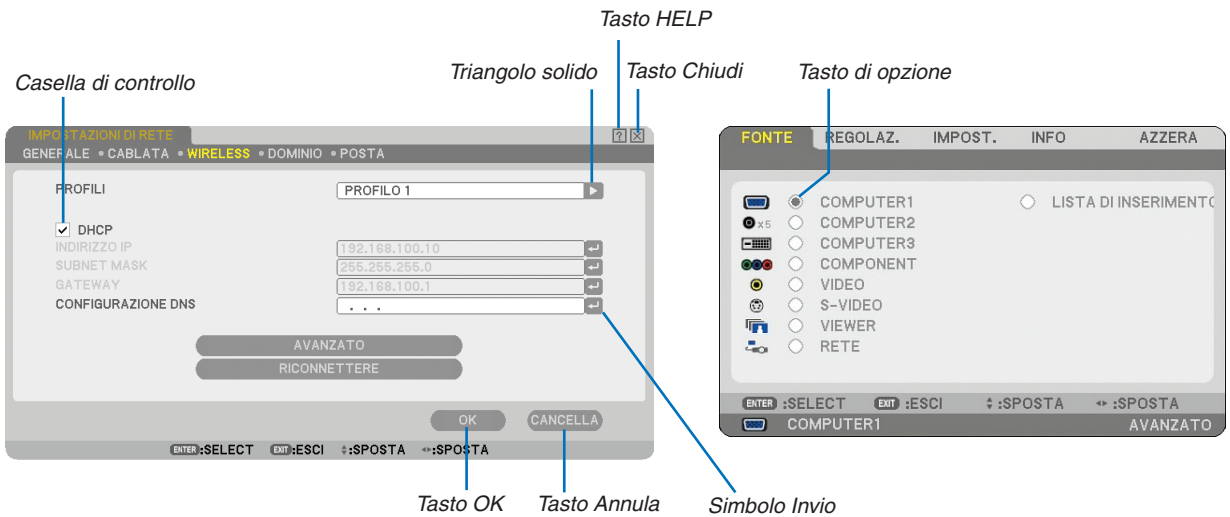 Tasto HELP
Casella di controllo
Triangolo solido
Tasto Chiudi
Tasto di opzione
IMPOSTAZIONI DI RETE
?
GENERALE • CABLATA • WIRELESS • DOMINIO • POSTA
PROFILI
PROFILO 1
DHCP
INDIRIZZO IP
192.168.100.10
SUBNET MASK
255.255.255.0
GATEWAY
192.168.100.1
CONFIGURAZIONE DNS
. . .
AVANZATO
RICONNETTERE
OK
CANCELLA
ENTER :SELECT EXIT :ESCI :SPOSTA :SPOSTA
Tasto OK
Tasto Annula
Simbolo Invio
FONTE REGOLAZ. IMPOST. INFO AZZERA
COMPUTER1
LISTA DI INSERIMENTO
x5 COMPUTER2
COMPUTER3
COMPONENT
VIDEO
S-VIDEO
VIEWER
RETE
ENTER :SELECT EXIT :ESCI :SPOSTA :SPOSTA
COMPUTER1
AVANZATO